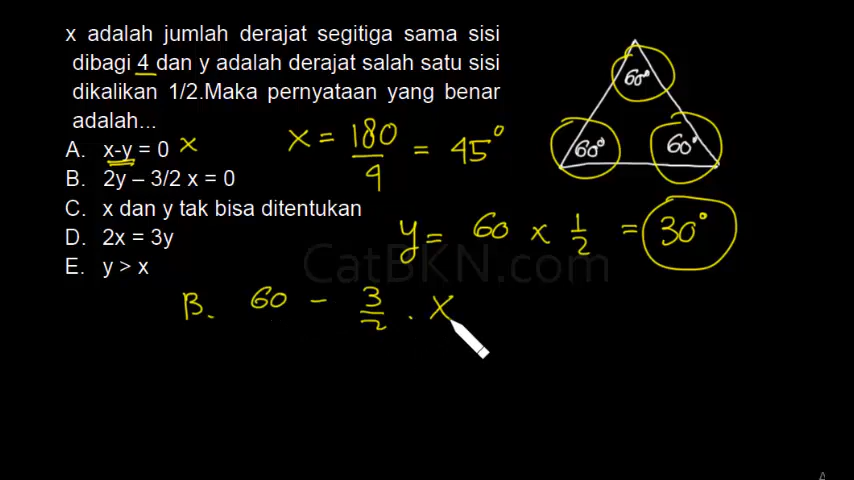 x adalah jumlah derajat segitiga sama sisi
dibagi 4 dan y adalah derajat salah satu sisi
dikalikan 1/2.Maka pernyataan yang benar
adalah...
A. x-y = 0 x
B. 2y – 3/2 x = 0
C. x dan y tak bisa ditentukan
D. 2x = 3y
E. y > x
x = 180/4 = 45°
60°
60°
60°
y = 60 x 1/2 = 30°
CatBKN.com
B. 60 - 3/2 . x